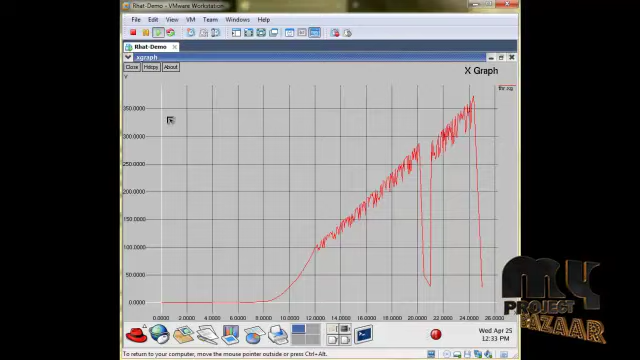 Rhat-Demo - VMware Workstation
File Edit View VM Team Windows Help
Rhat-Demo
xgraph
Close Hdcpy About
X Graph
Y
thr.xg
350.0000
300.0000
250.0000
200.0000
150.0000
100.0000
50.0000
0.0000
0.0000 2.0000 4.0000 6.0000 8.0000 10.0000 12.0000 14.0000 16.0000 18.0000 20.0000 22.0000 24.0000 26.0000
Wed Apr 25
12:33 PM
To return to your computer, move the mouse pointer outside or press Ctrl+Alt.
MY
PROJECT
BAZAAR